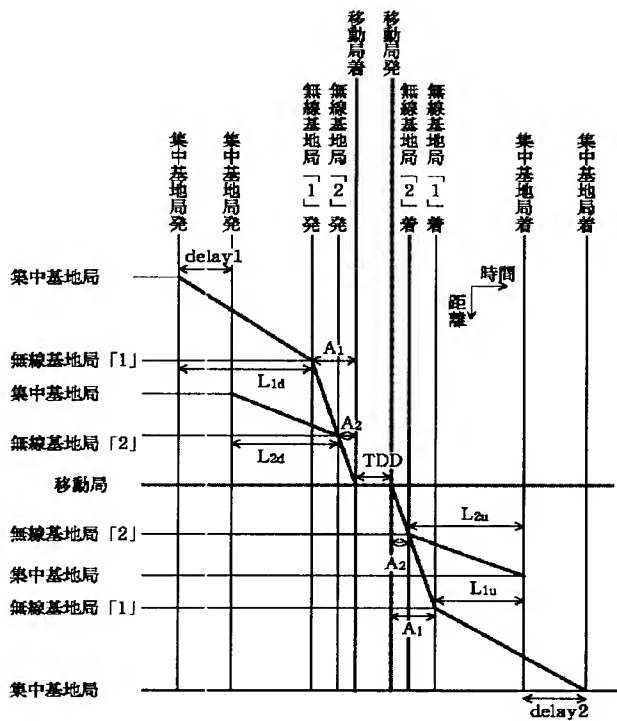 集中基地局発
集中基地局発
無線基地局「1」発
無線基地局「2」発
移動局着
移動局発
無線基地局「2」着
無線基地局「1」着
集中基地局着
集中基地局着
delay1
時間
距離
集中基地局
無線基地局「1」
A1
L1d
集中基地局
A2
無線基地局「2」
L2d
TDD
移動局
L2u
無線基地局「2」
A2
集中基地局
L1u
無線基地局「1」
A1
集中基地局
delay2